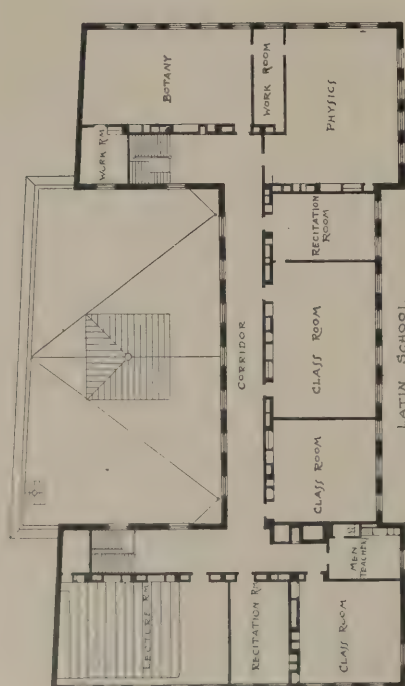 BOTANY
WORK ROOM
PHYSICS
WORK RM
RECITATION
ROOM
CORRIDOR
CLASS ROOM
LATIN SCHOOL
CLASS ROOM
MEN
TEACHERS
LECTURE RM
RECITATION RM
CLASS ROOM